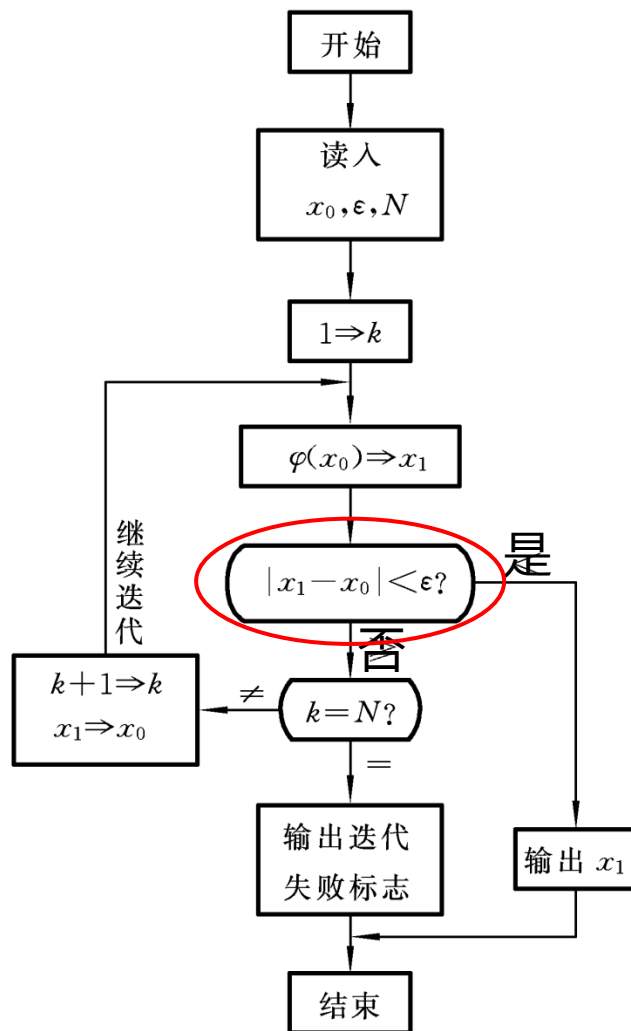 开始
读入
x₀,ε,N
1⇒k
φ(x₀)⇒x₁
继续迭代
|x₁−x₀|<ε?
是
否
k+1⇒k
x₁⇒x₀
≠
k=N?
=
输出迭代
失败标志
输出 x₁
结束